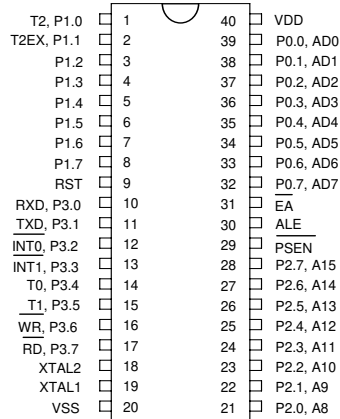 T2, P1.0 1 40 VDD
T2EX, P1.1 2 39 P0.0, AD0
P1.2 3 38 P0.1, AD1
P1.3 4 37 P0.2, AD2
P1.4 5 36 P0.3, AD3
P1.5 6 35 P0.4, AD4
P1.6 7 34 P0.5, AD5
P1.7 8 33 P0.6, AD6
RST 9 32 P0.7, AD7
RXD, P3.0 10 31 EA
TXD, P3.1 11 30 ALE
INT0, P3.2 12 29 PSEN
INT1, P3.3 13 28 P2.7, A15
T0, P3.4 14 27 P2.6, A14
T1, P3.5 15 26 P2.5, A13
WR, P3.6 16 25 P2.4, A12
RD, P3.7 17 24 P2.3, A11
XTAL2 18 23 P2.2, A10
XTAL1 19 22 P2.1, A9
VSS 20 21 P2.0, A8